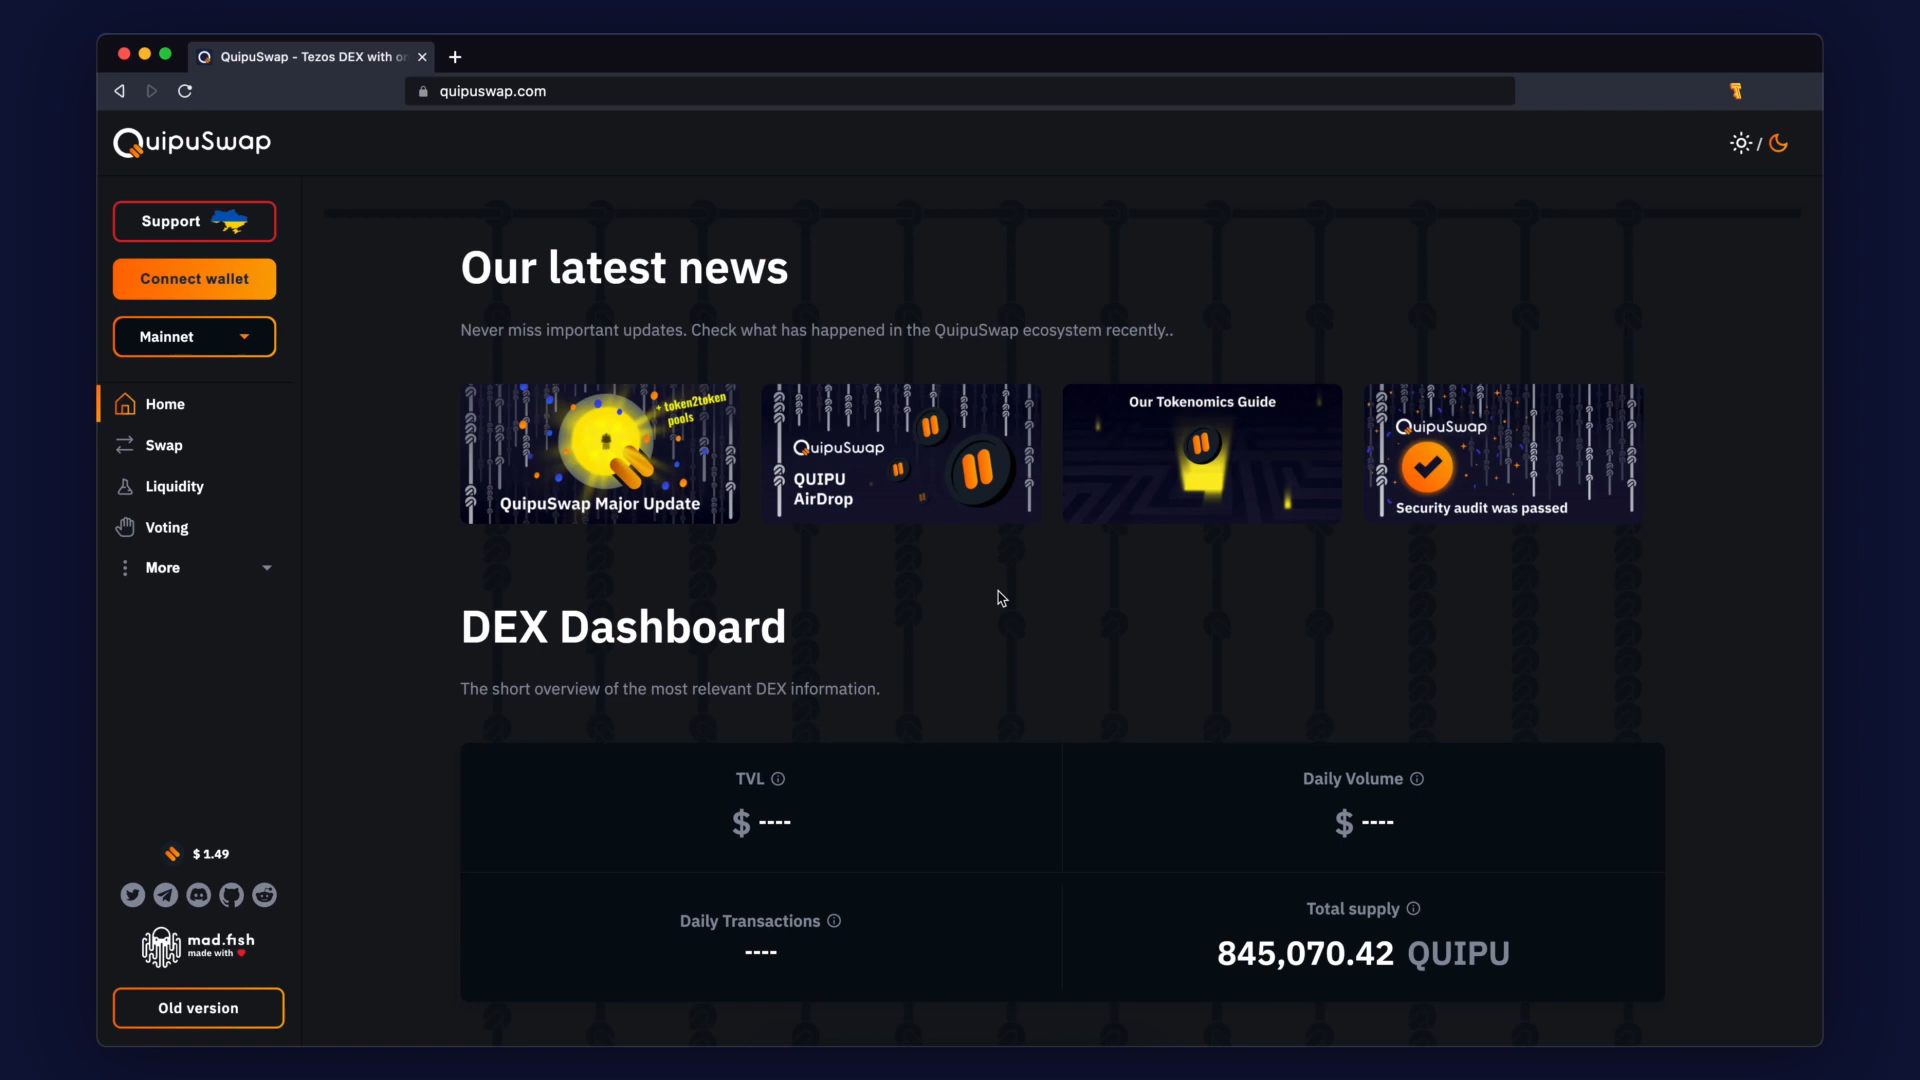 QuipuSwap - Tezos DEX with or
quipuswap.com
QuipuSwap
/
Support
Connect wallet
Mainnet
Home
Swap
Liquidity
Voting
More
$ 1.49
mad.fish
made with
Old version
Our latest news
Never miss important updates. Check what has happened in the QuipuSwap ecosystem recently..
+ token2token
pools
QuipuSwap Major Update
QuipuSwap
QUIPU
AirDrop
Our Tokenomics Guide
QuipuSwap
Security audit was passed
DEX Dashboard
The short overview of the most relevant DEX information.
TVL
$ ----
Daily Volume
$ ----
Daily Transactions
----
Total supply
845,070.42 QUIPU